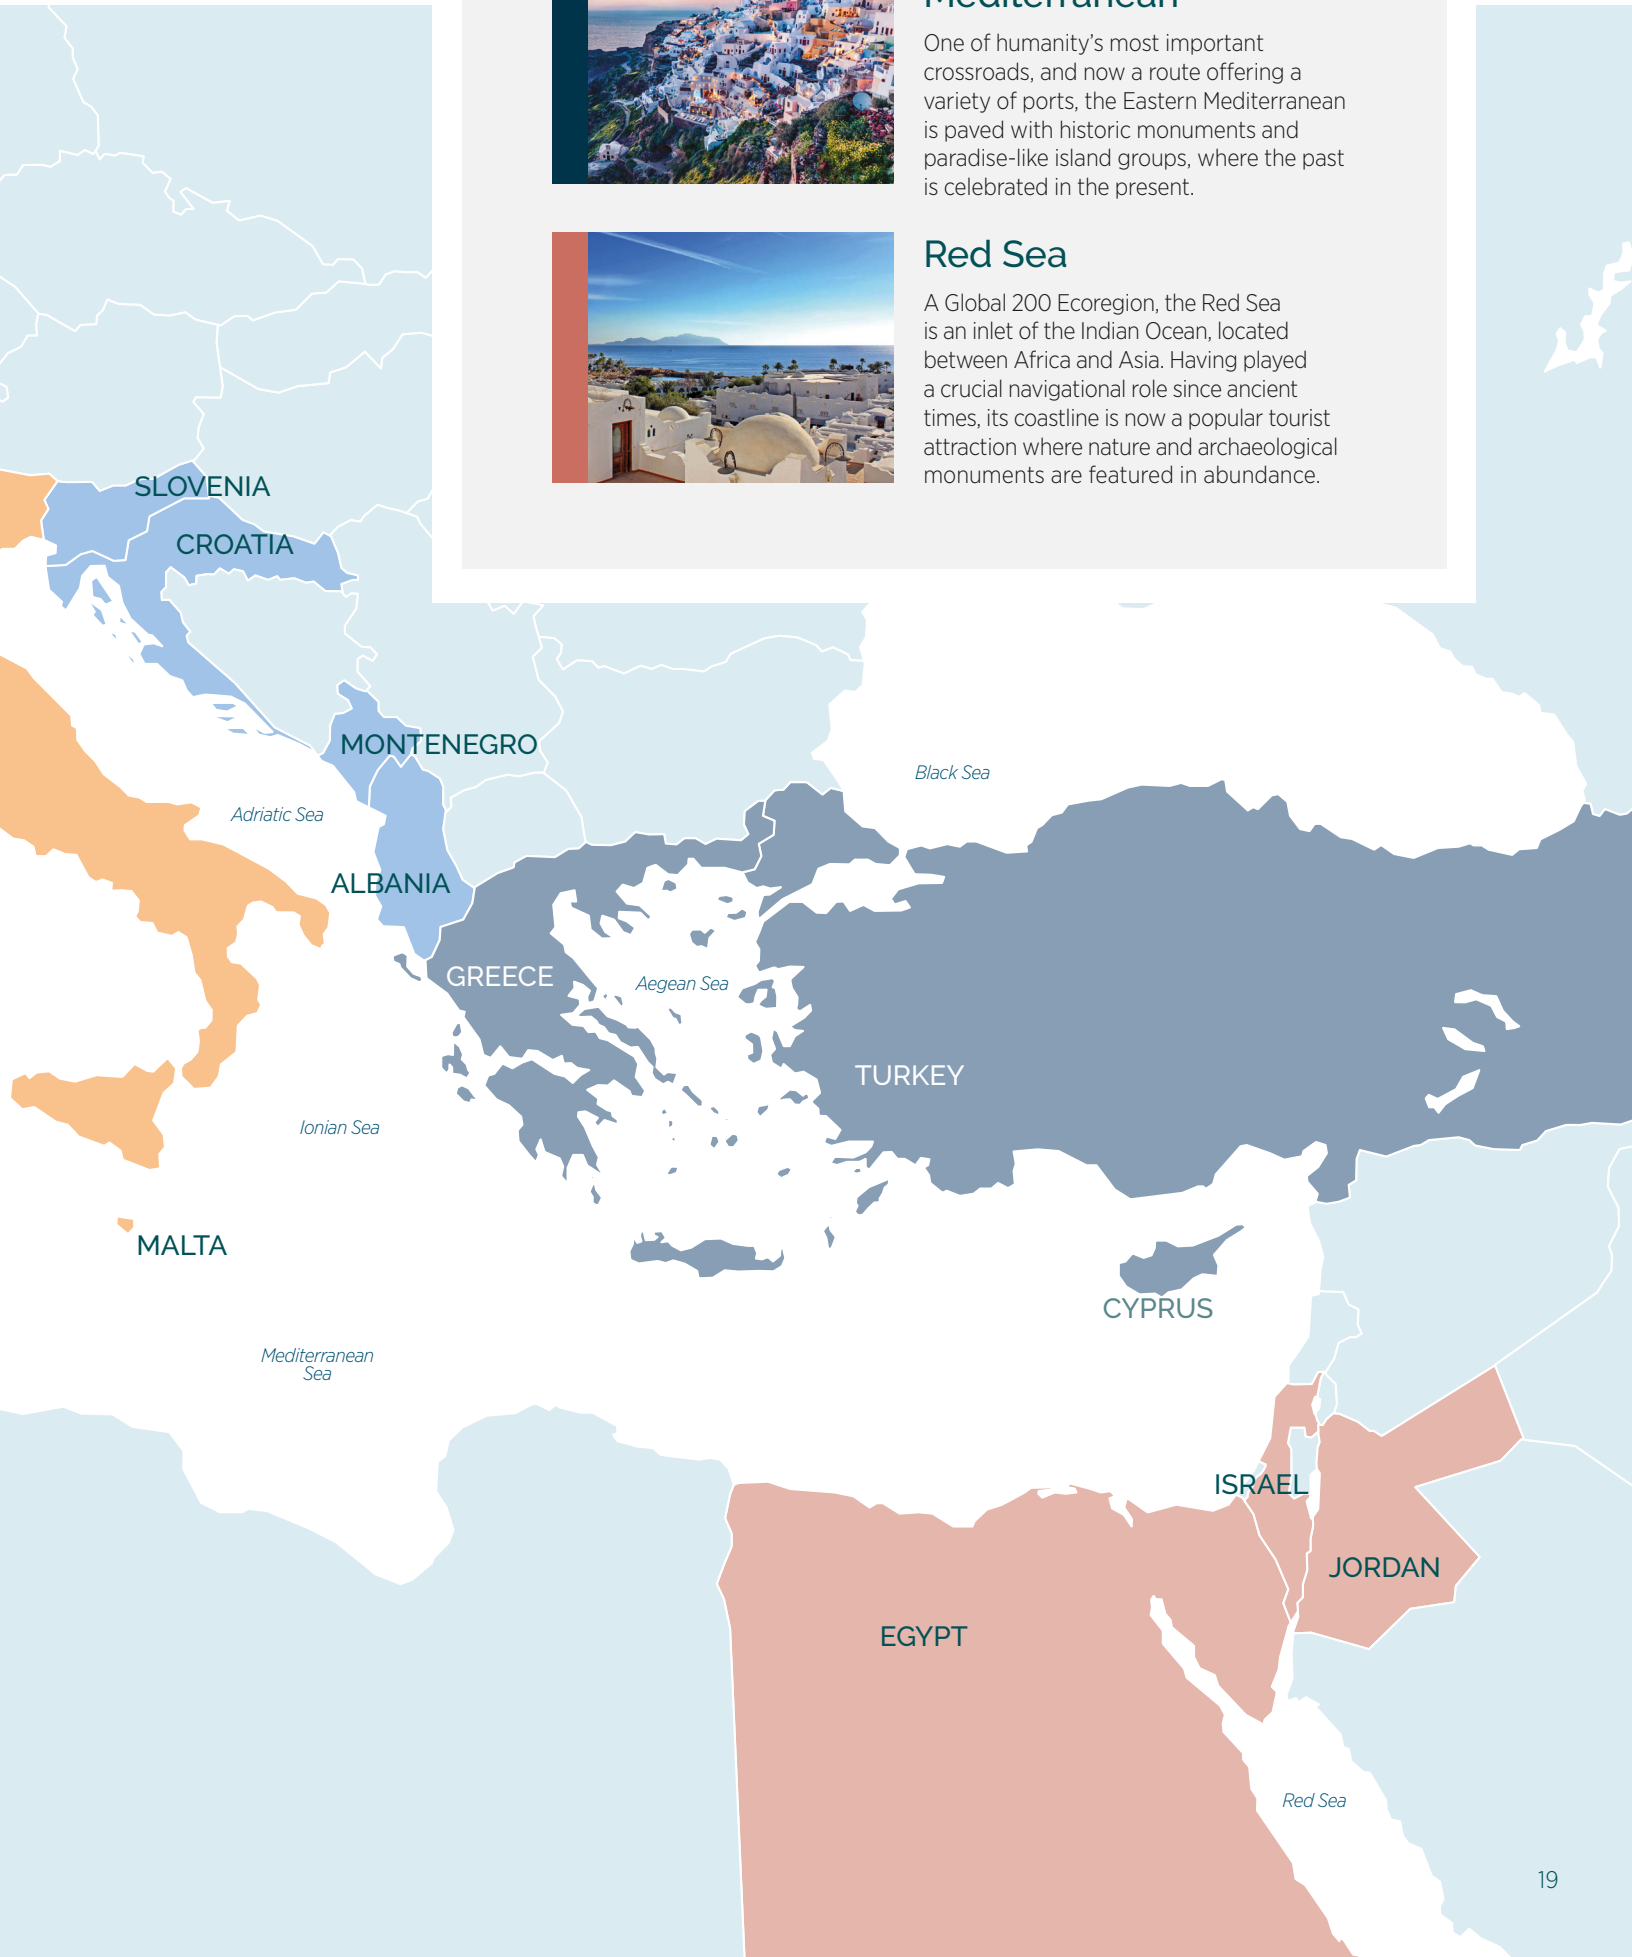 Mediterranean
One of humanity’s most important
crossroads, and now a route offering a
variety of ports, the Eastern Mediterranean
is paved with historic monuments and
paradise-like island groups, where the past
is celebrated in the present.
Red Sea
A Global 200 Ecoregion, the Red Sea
is an inlet of the Indian Ocean, located
between Africa and Asia. Having played
a crucial navigational role since ancient
times, its coastline is now a popular tourist
attraction where nature and archaeological
monuments are featured in abundance.
SLOVENIA
CROATIA
MONTENEGRO
Black Sea
Adriatic Sea
ALBANIA
GREECE
Aegean Sea
TURKEY
Ionian Sea
MALTA
CYPRUS
Mediterranean
Sea
ISRAEL
JORDAN
EGYPT
Red Sea
19